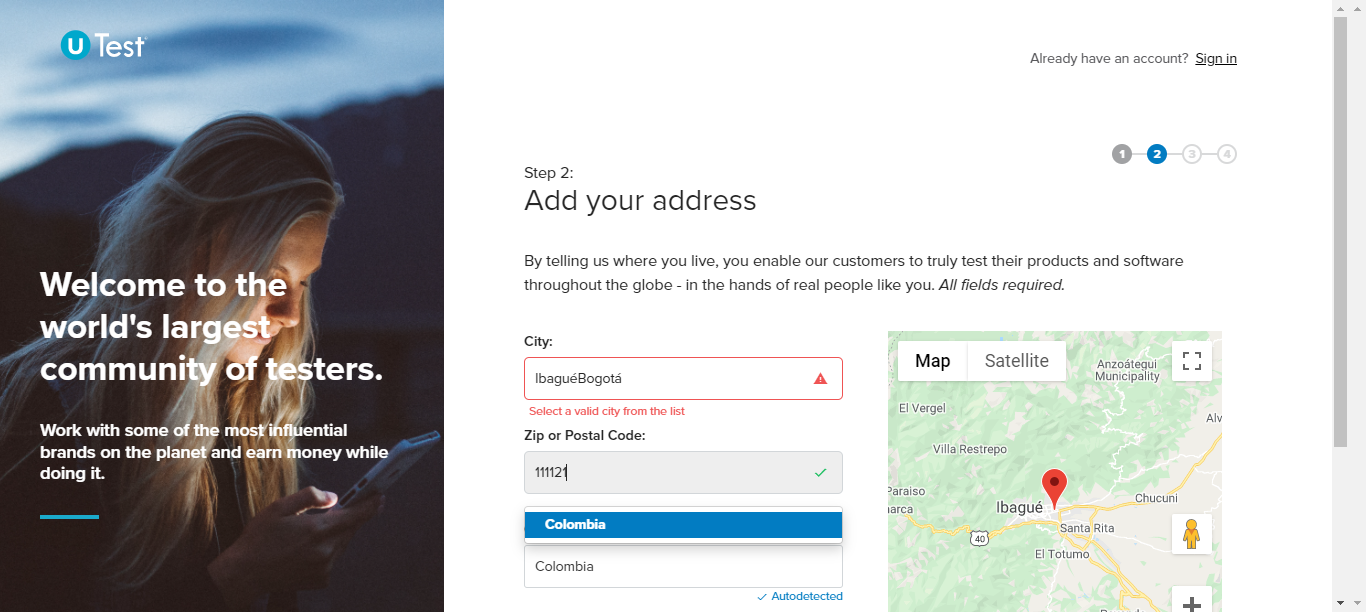 U Test
Already have an account? Sign in
1 2 3 4
Step 2:
Add your address
Welcome to the
world's largest
community of testers.
Work with some of the most influential
brands on the planet and earn money while
doing it.
By telling us where you live, you enable our customers to truly test their products and software
throughout the globe - in the hands of real people like you. All fields required.
City:
IbaguéBogotá
Select a valid city from the list
Zip or Postal Code:
111121
Colombia
Colombia
Autodetected
Map Satellite
Anzoátegui
Municipality
El Vergel
Alv
Villa Restrepo
Paraiso
arca
Chucuni
Ibagué
Santa Rita
40
El Totumo